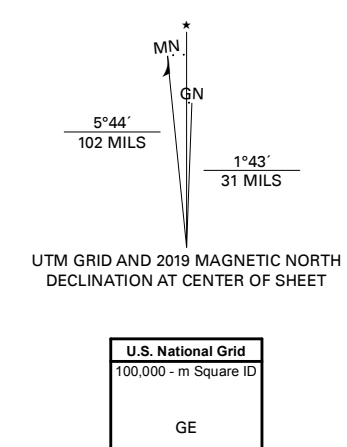 ★
MN
GN
5°44´
102 MILS
1°43´
31 MILS
UTM GRID AND 2019 MAGNETIC NORTH
DECLINATION AT CENTER OF SHEET
U.S. National Grid
100,000 - m Square ID
GE